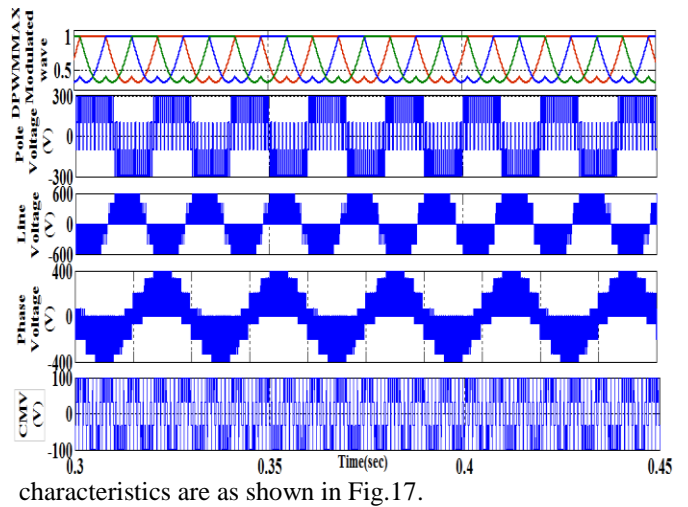 DPWMMAX
Modulated
wave
1
0.5
Pole
Voltage
(V)
300
0
-300
Line
Voltage
(V)
600
0
-600
Phase
Voltage
(V)
400
0
-400
CMV
(V)
100
0
-100
0.3
0.35
Time(sec)
0.4
0.45
characteristics are as shown in Fig.17.